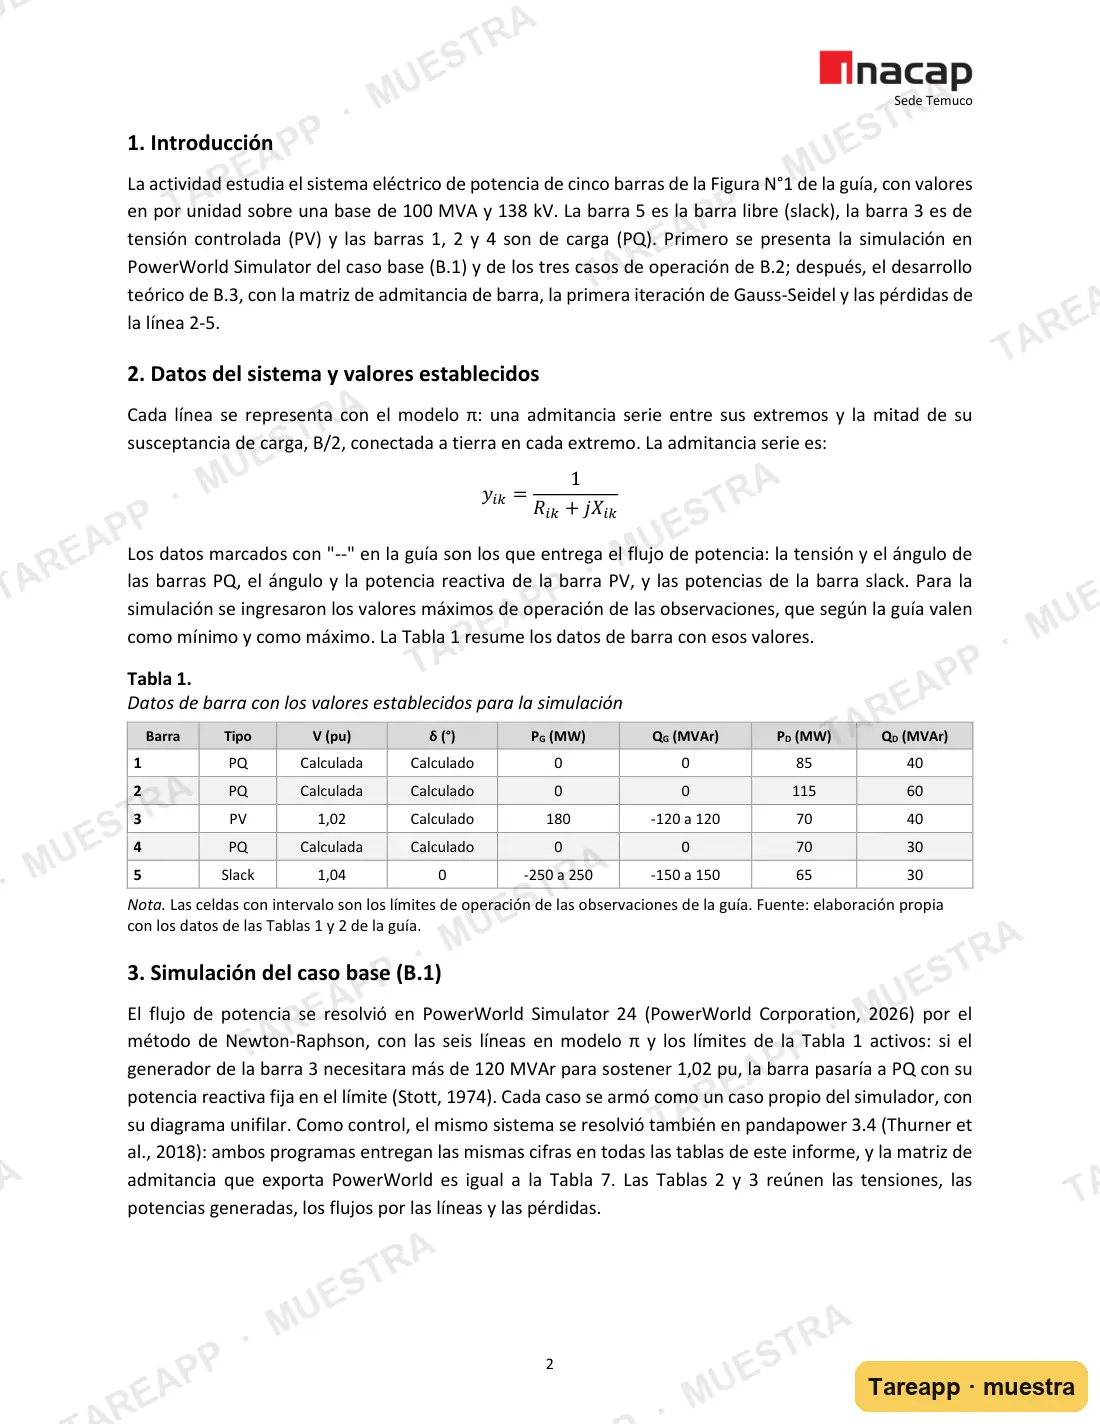 inacap
Sede Temuco
1. Introducción
La actividad estudia el sistema eléctrico de potencia de cinco barras de la Figura N°1 de la guía, con valores
en por unidad sobre una base de 100 MVA y 138 kV. La barra 5 es la barra libre (slack), la barra 3 es de
tensión controlada (PV) y las barras 1, 2 y 4 son de carga (PQ). Primero se presenta la simulación en
PowerWorld Simulator del caso base (B.1) y de los tres casos de operación de B.2; después, el desarrollo
teórico de B.3, con la matriz de admitancia de barra, la primera iteración de Gauss-Seidel y las pérdidas de
la línea 2-5.
2. Datos del sistema y valores establecidos
Cada línea se representa con el modelo π: una admitancia serie entre sus extremos y la mitad de su
susceptancia de carga, B/2, conectada a tierra en cada extremo. La admitancia serie es:
y_ik = 1 / (R_ik + jX_ik)
Los datos marcados con "--" en la guía son los que entrega el flujo de potencia: la tensión y el ángulo de
las barras PQ, el ángulo y la potencia reactiva de la barra PV, y las potencias de la barra slack. Para la
simulación se ingresaron los valores máximos de operación de las observaciones, que según la guía valen
como mínimo y como máximo. La Tabla 1 resume los datos de barra con esos valores.
Tabla 1.
Datos de barra con los valores establecidos para la simulación
Barra Tipo V (pu) δ (°) PG (MW) QG (MVAr) PD (MW) QD (MVAr)
1 PQ Calculada Calculado 0 0 85 40
2 PQ Calculada Calculado 0 0 115 60
3 PV 1,02 Calculado 180 -120 a 120 70 40
4 PQ Calculada Calculado 0 0 70 30
5 Slack 1,04 0 -250 a 250 -150 a 150 65 30
Nota. Las celdas con intervalo son los límites de operación de las observaciones de la guía. Fuente: elaboración propia
con los datos de las Tablas 1 y 2 de la guía.
3. Simulación del caso base (B.1)
El flujo de potencia se resolvió en PowerWorld Simulator 24 (PowerWorld Corporation, 2026) por el
método de Newton-Raphson, con las seis líneas en modelo π y los límites de la Tabla 1 activos: si el
generador de la barra 3 necesitara más de 120 MVAr para sostener 1,02 pu, la barra pasaría a PQ con su
potencia reactiva fija en el límite (Stott, 1974). Cada caso se armó como un caso propio del simulador, con
su diagrama unifilar. Como control, el mismo sistema se resolvió también en pandapower 3.4 (Thurner et
al., 2018): ambos programas entregan las mismas cifras en todas las tablas de este informe, y la matriz de
admitancia que exporta PowerWorld es igual a la Tabla 7. Las Tablas 2 y 3 reúnen las tensiones, las
potencias generadas, los flujos por las líneas y las pérdidas.
2
Tareapp · muestra
TAREAPP · MUESTRA